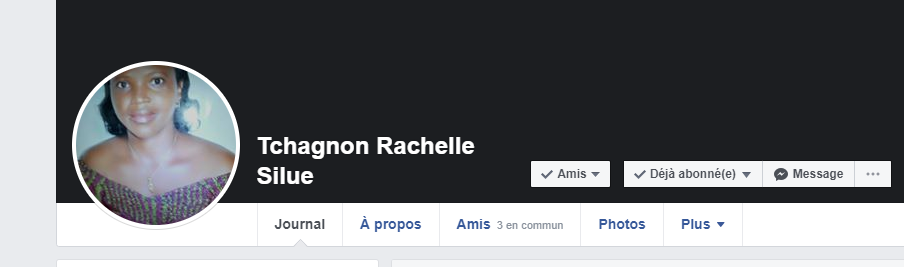 Tchagnon Rachelle
Silue
Amis
Déjà abonné(e)
Message
Journal
À propos
Amis 3 en commun
Photos
Plus